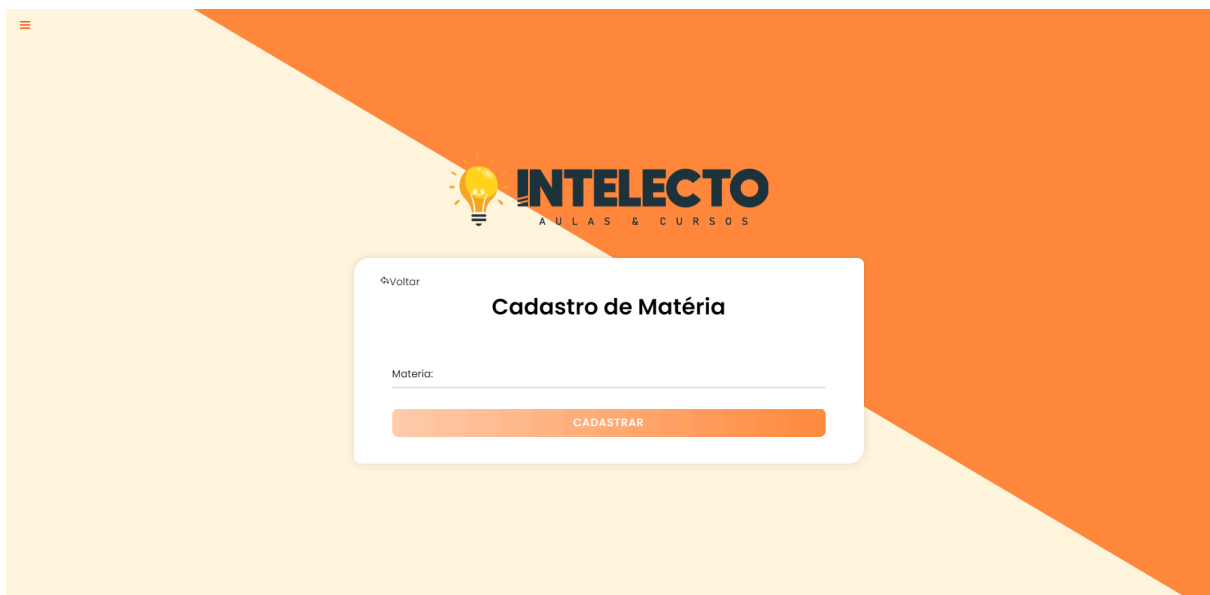 INTELECTO
AULAS & CURSOS
Voltar
Cadastro de Matéria
Materia:
CADASTRAR